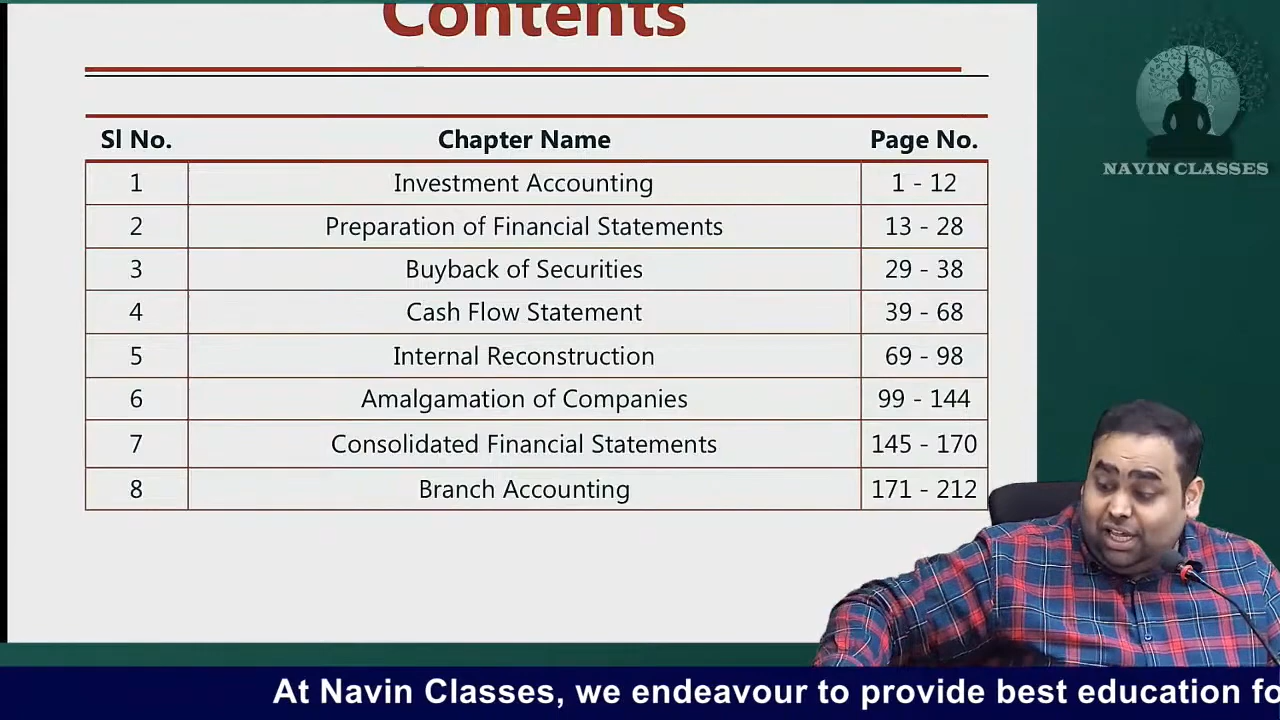 Contents
Sl No. Chapter Name Page No.
1 Investment Accounting 1 - 12
2 Preparation of Financial Statements 13 - 28
3 Buyback of Securities 29 - 38
4 Cash Flow Statement 39 - 68
5 Internal Reconstruction 69 - 98
6 Amalgamation of Companies 99 - 144
7 Consolidated Financial Statements 145 - 170
8 Branch Accounting 171 - 212
NAVIN CLASSES
At Navin Classes, we endeavour to provide best education fo